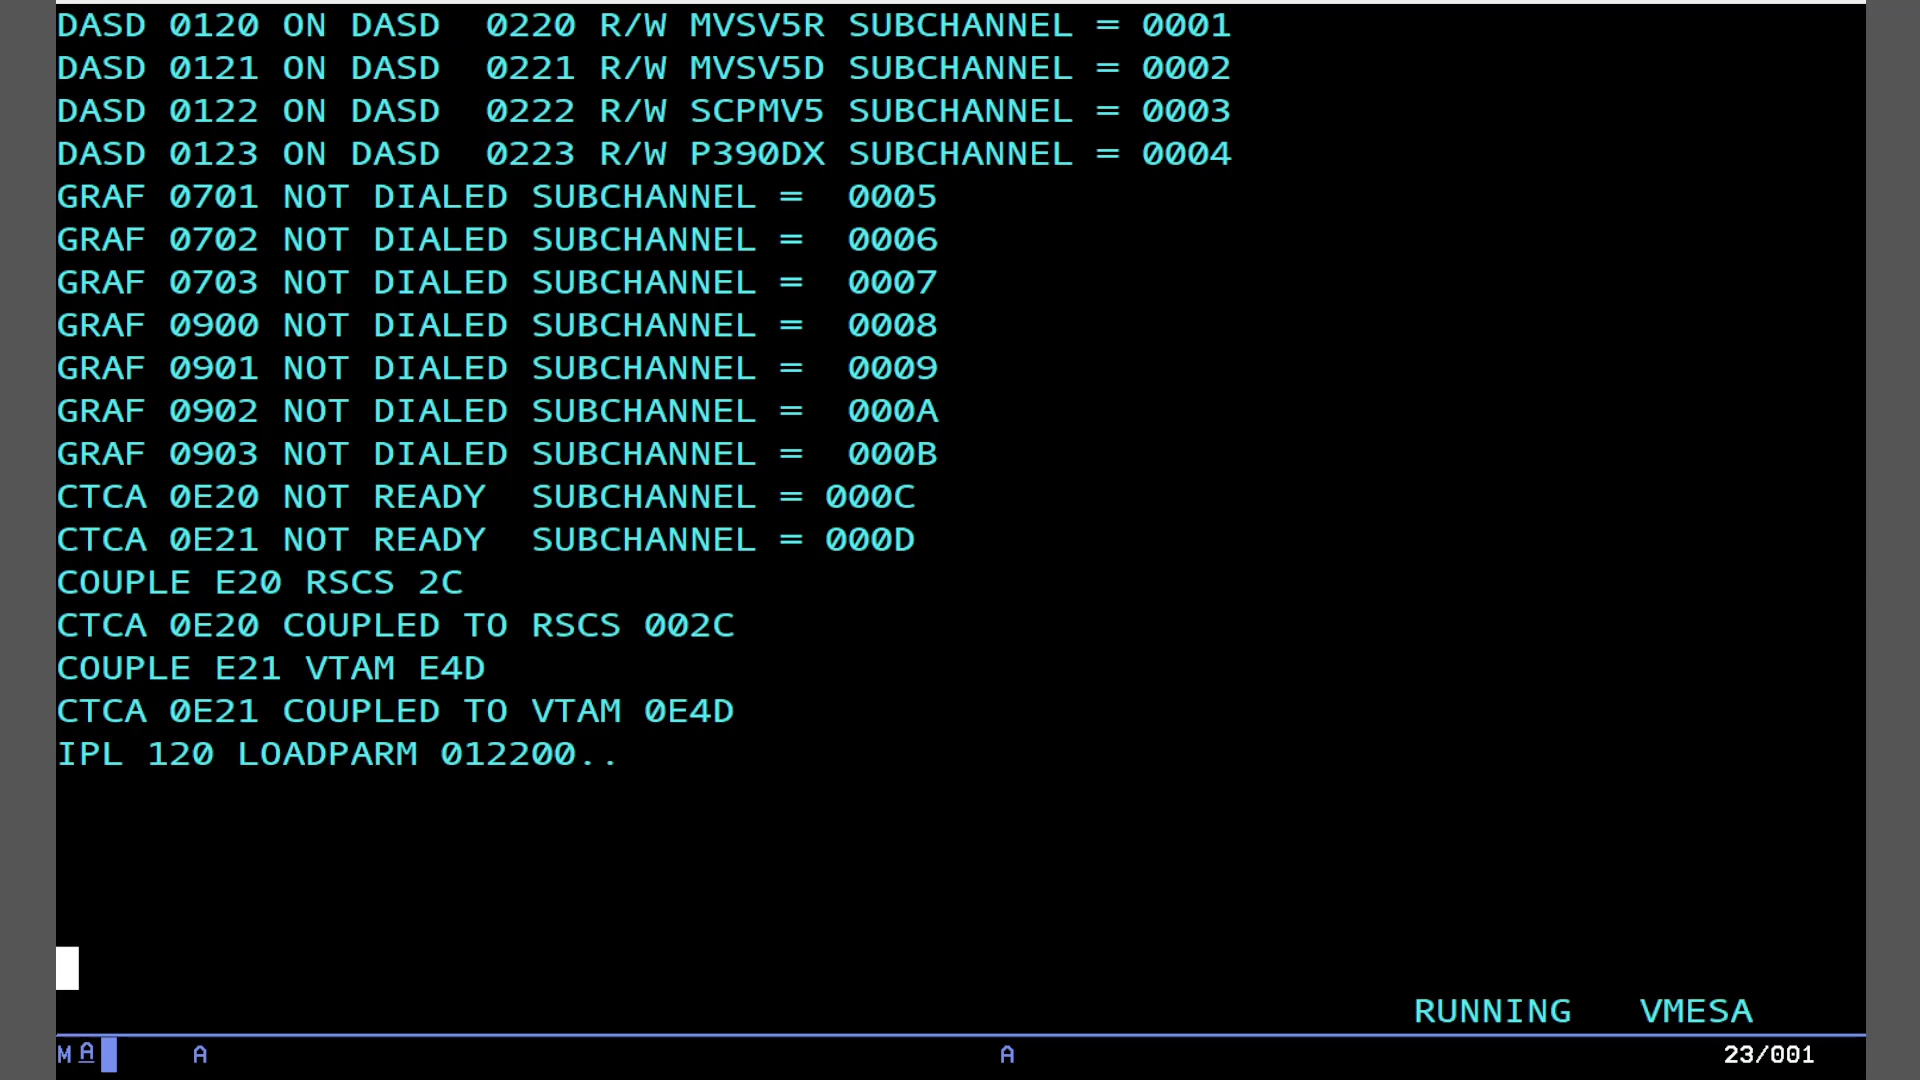 DASD 0120 ON DASD  0220 R/W MVSV5R SUBCHANNEL = 0001
DASD 0121 ON DASD  0221 R/W MVSV5D SUBCHANNEL = 0002
DASD 0122 ON DASD  0222 R/W SCPMV5 SUBCHANNEL = 0003
DASD 0123 ON DASD  0223 R/W P390DX SUBCHANNEL = 0004
GRAF 0701 NOT DIALED SUBCHANNEL =  0005
GRAF 0702 NOT DIALED SUBCHANNEL =  0006
GRAF 0703 NOT DIALED SUBCHANNEL =  0007
GRAF 0900 NOT DIALED SUBCHANNEL =  0008
GRAF 0901 NOT DIALED SUBCHANNEL =  0009
GRAF 0902 NOT DIALED SUBCHANNEL =  000A
GRAF 0903 NOT DIALED SUBCHANNEL =  000B
CTCA 0E20 NOT READY  SUBCHANNEL = 000C
CTCA 0E21 NOT READY  SUBCHANNEL = 000D
COUPLE E20 RSCS 2C
CTCA 0E20 COUPLED TO RSCS 002C
COUPLE E21 VTAM E4D
CTCA 0E21 COUPLED TO VTAM 0E4D
IPL 120 LOADPARM 012200..
RUNNING   VMESA
M A A A 23/001